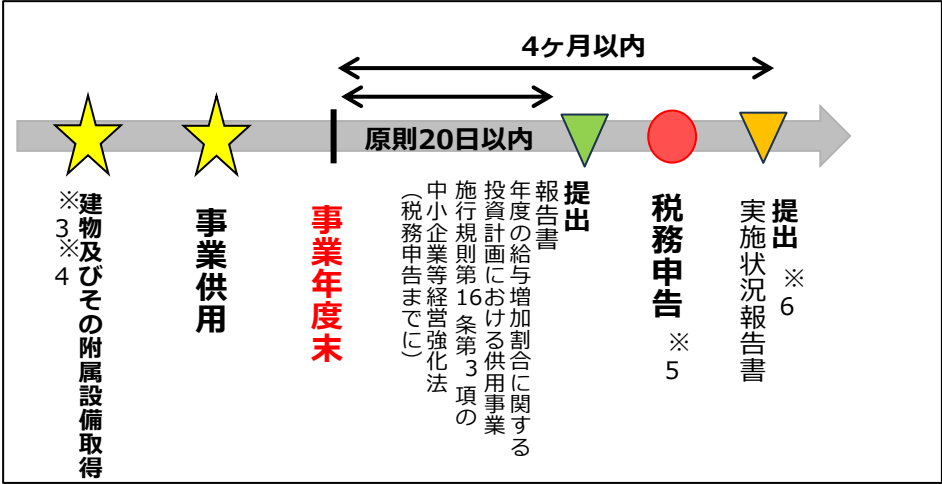 4ヶ月以内
原則20日以内
建物及びその附属設備取得
※3※4
事業供用
事業年度末
（税務申告までに）
中小企業等経営強化法
施行規則第16条第3項の
投資計画における供用事業
年度の給与増加割合に関する
報告書
提出
税務申告
※5
実施状況報告書
提出
※6